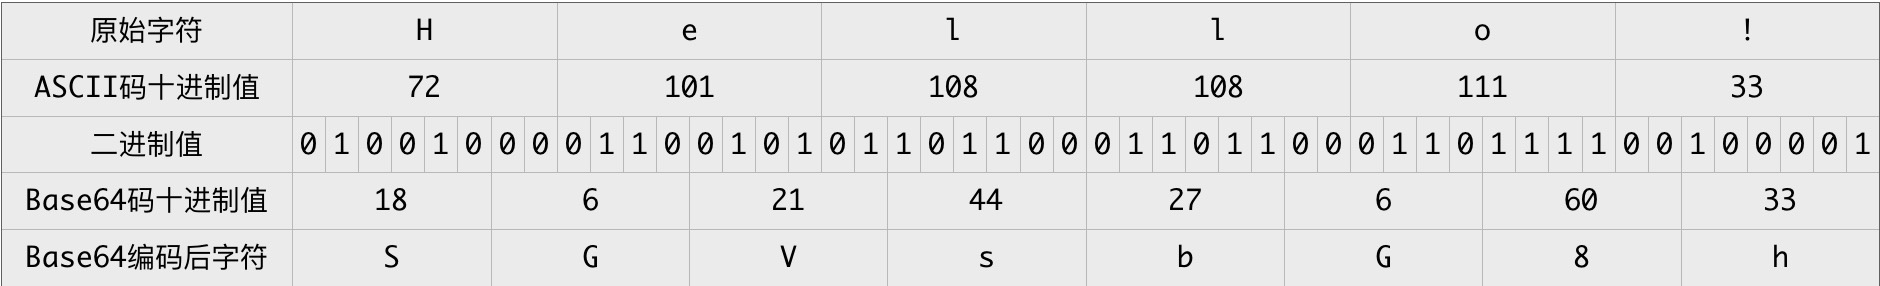 原始字符 H e l l o !
ASCII码十进制值 72 101 108 108 111 33
二进制值 0 1 0 0 1 0 0 0 0 1 1 0 0 1 0 1 0 1 1 0 1 1 0 0 0 1 1 0 1 1 0 0 0 1 1 0 1 1 1 1 0 0 1 0 0 0 0 1
Base64码十进制值 18 6 21 44 27 6 60 33
Base64编码后字符 S G V s b G 8 h